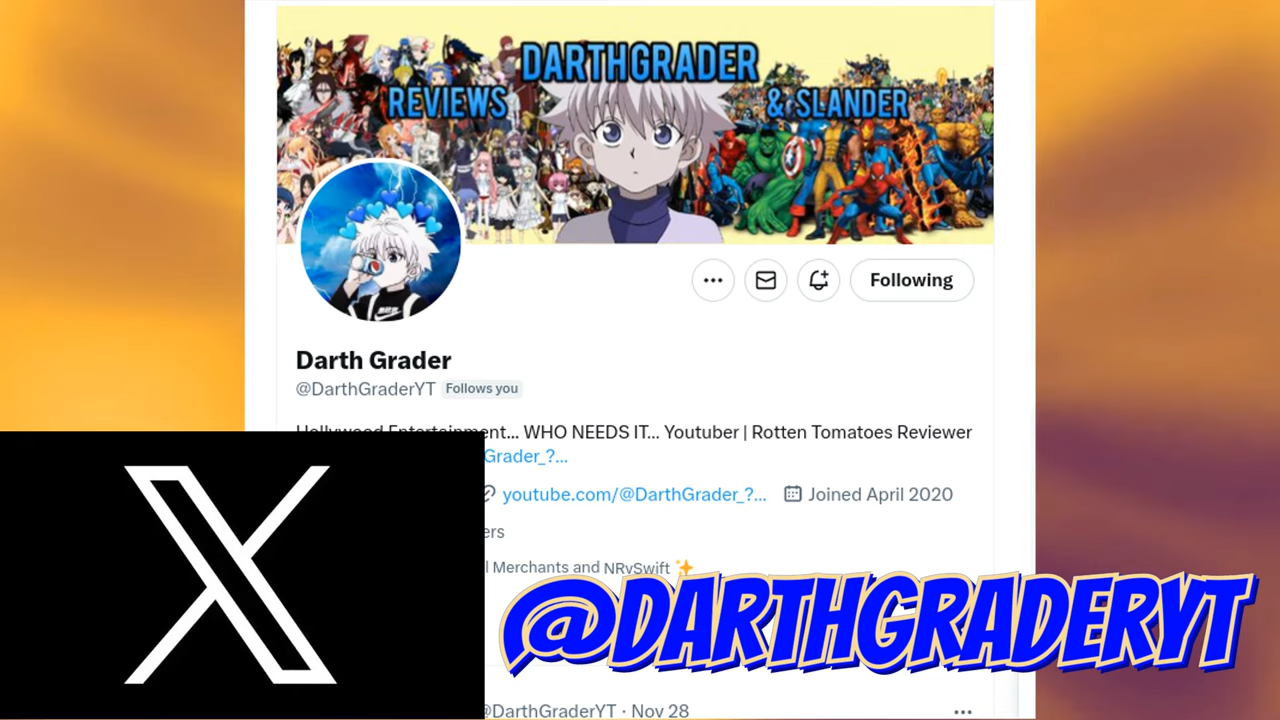 DARTHGRADER
REVIEWS & SLANDER
Following
Darth Grader
@DarthGraderYT Follows you
Hollywood Entertainment... WHO NEEDS IT... Youtuber | Rotten Tomatoes Reviewer
Grader_?...
youtube.com/@DarthGrader_?... Joined April 2020
ers
l Merchants and NRvSwift ✨
@DARTHGRADERYT
@DarthGraderYT · Nov 28